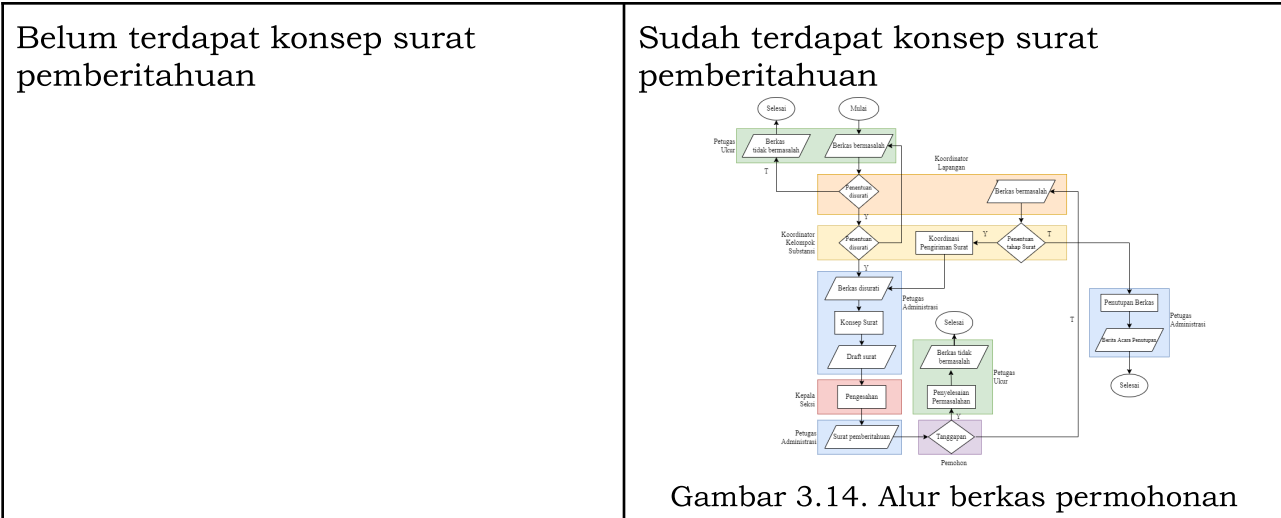 Belum terdapat konsep surat
pemberitahuan
Sudah terdapat konsep surat
pemberitahuan
Selesai
Mulai
Petugas
Ukur
Berkas
tidak bermasalah
Berkas bermasalah
Koordinator
Lapangan
T
Penentuan
disurati
Berkas bermasalah
Y
Koordinator
Kelompok
Substansi
Penentuan
disurati
Koordinasi
Pengiriman Surat
Y
Penentuan
tahap Surat
T
Y
Berkas disurati
Petugas
Administrasi
Konsep Surat
Draft surat
Selesai
Berkas tidak
bermasalah
Petugas
Ukur
Penyelesaian
Permasalahan
T
Penutupan Berkas
Petugas
Administrasi
Berita Acara Penutupan
Selesai
Kepala
Seksi
Pengesahan
Y
Petugas
Administrasi
Surat pemberitahuan
Tanggapan
Pemohon
Gambar 3.14. Alur berkas permohonan